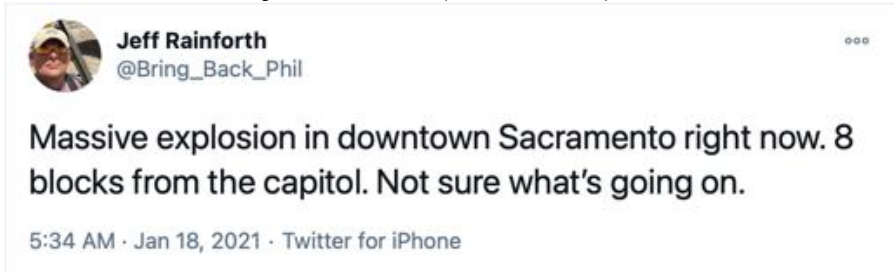 Jeff Rainforth
@Bring_Back_Phil
Massive explosion in downtown Sacramento right now. 8
blocks from the capitol. Not sure what's going on.
5:34 AM · Jan 18, 2021 · Twitter for iPhone